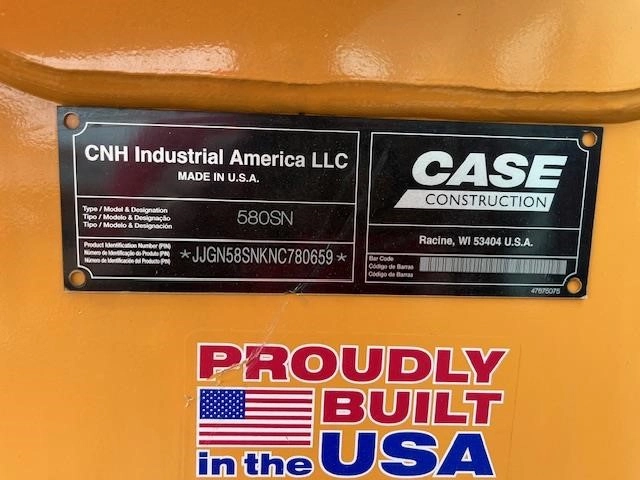 CNH Industrial America LLC
MADE IN U.S.A.
Type / Model & Designation
Tipo / Modelo & Designação
Tipo / Modelo & Designación
580SN
Product Identification Number (PIN)
Número de Identificação do Produto (PIN)
Número de Identificación del Producto (PIN)
*JJGN58SNKNC780659*
CASE
CONSTRUCTION
Racine, WI 53404 U.S.A.
Bar Code
Código de Barras
Código de Barras
47675075
PROUDLY
BUILT
in the USA